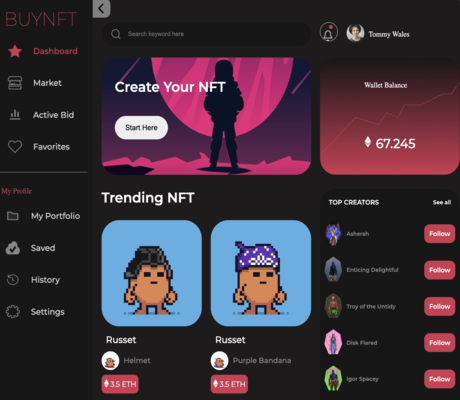 BUYNFT
Dashboard
Market
Active Bid
Favorites
My Profile
My Portfolio
Saved
History
Settings
Search keyword here
Tommy Wales
Create Your NFT
Start Here
Wallet Balance
67.245
Trending NFT
Russet
Helmet
3.5 ETH
Russet
Purple Bandana
3.5 ETH
TOP CREATORS
See all
Asherah
Follow
Enticing Delightful
Follow
Troy of the Untidy
Follow
Disk Flared
Follow
Igor Spacey
Follow